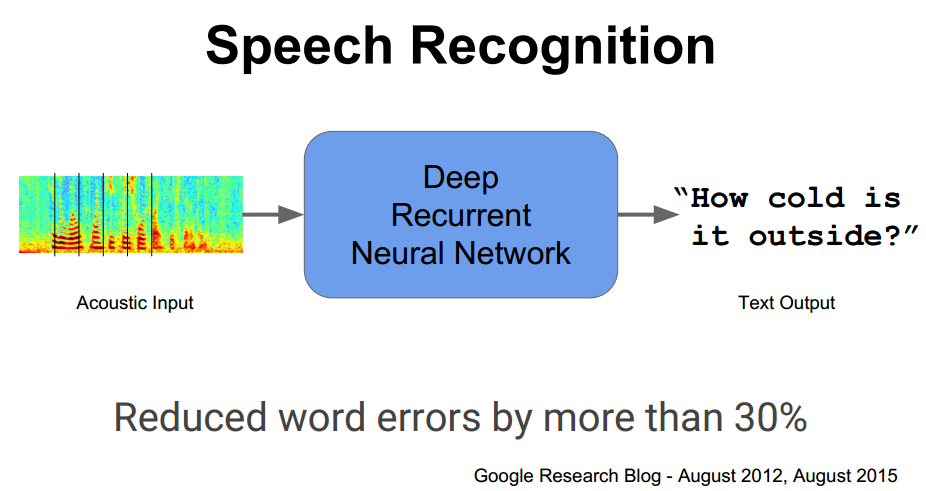 Speech Recognition
Deep
Recurrent
Neural Network
“How cold is
it outside?”
Acoustic Input
Text Output
Reduced word errors by more than 30%
Google Research Blog - August 2012, August 2015